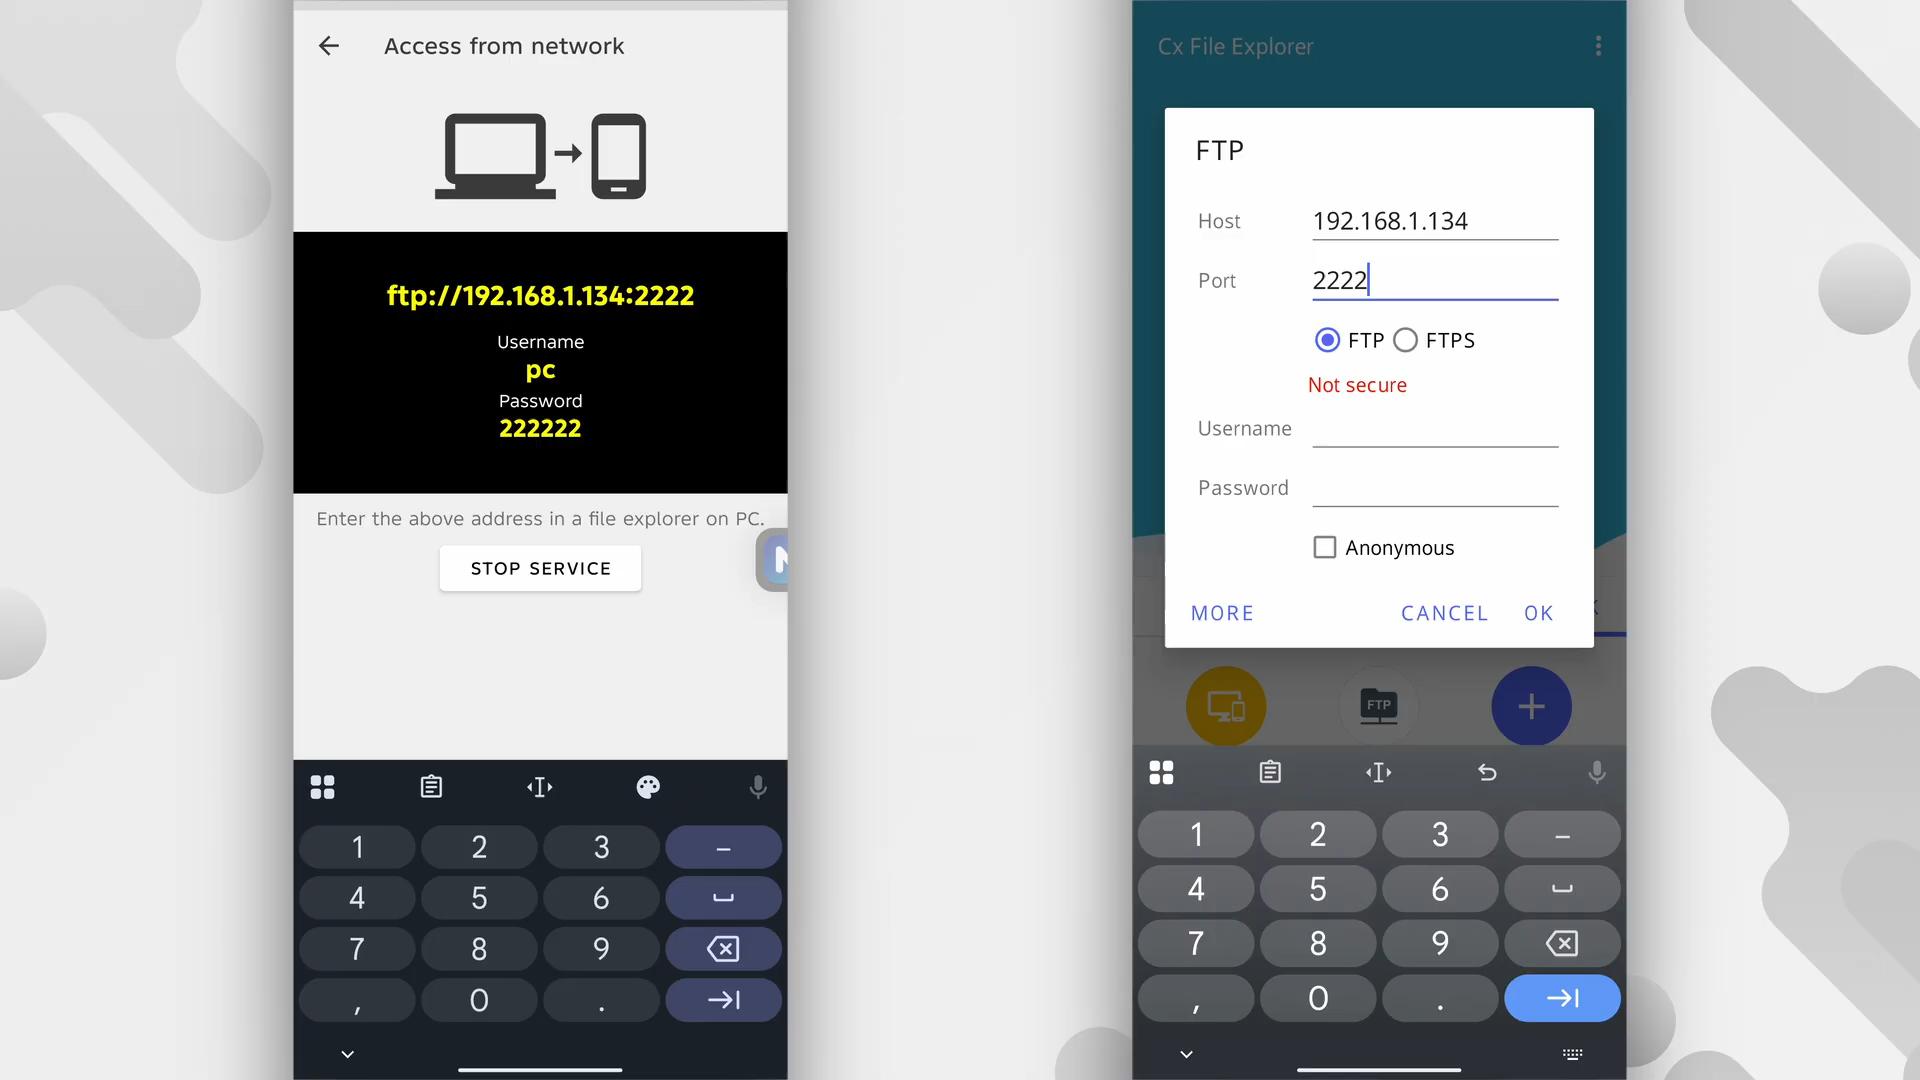 Access from network
ftp://192.168.1.134:2222
Username
pc
Password
222222
Enter the above address in a file explorer on PC.
STOP SERVICE
1 2 3 –
4 5 6
7 8 9
, 0 .
Cx File Explorer
FTP
Host 192.168.1.134
Port 2222
FTP FTPS
Not secure
Username
Password
Anonymous
MORE CANCEL OK
FTP
1 2 3 –
4 5 6
7 8 9
, 0 .